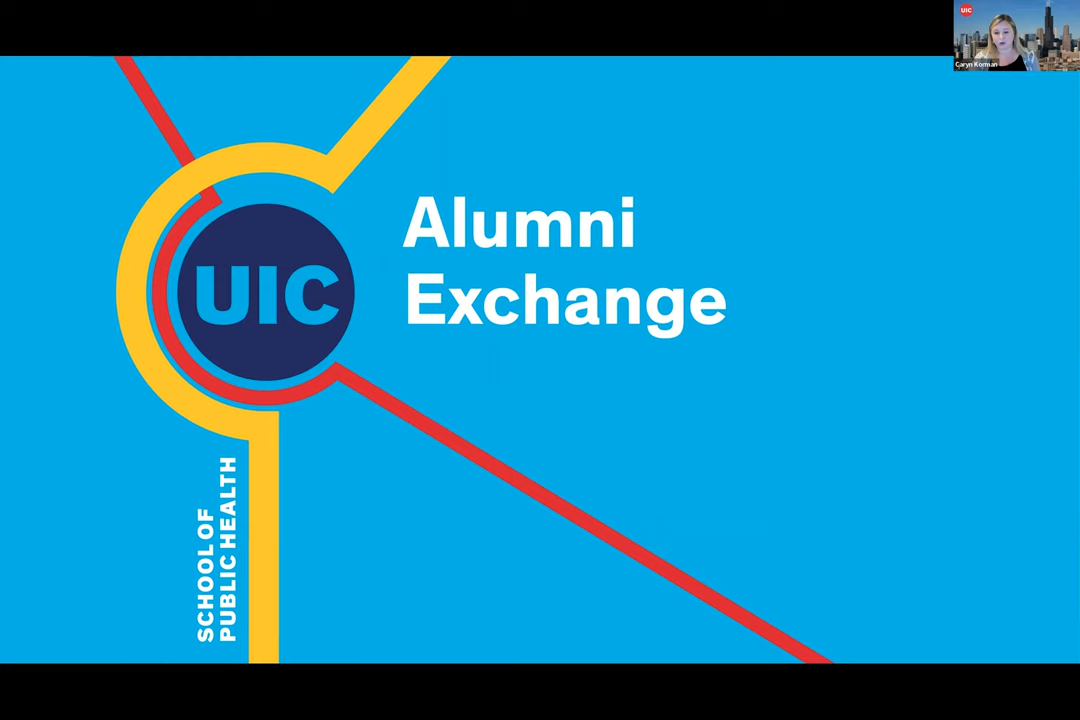 UIC
Caryn Korman
Alumni
Exchange
UIC
SCHOOL OF
PUBLIC HEALTH